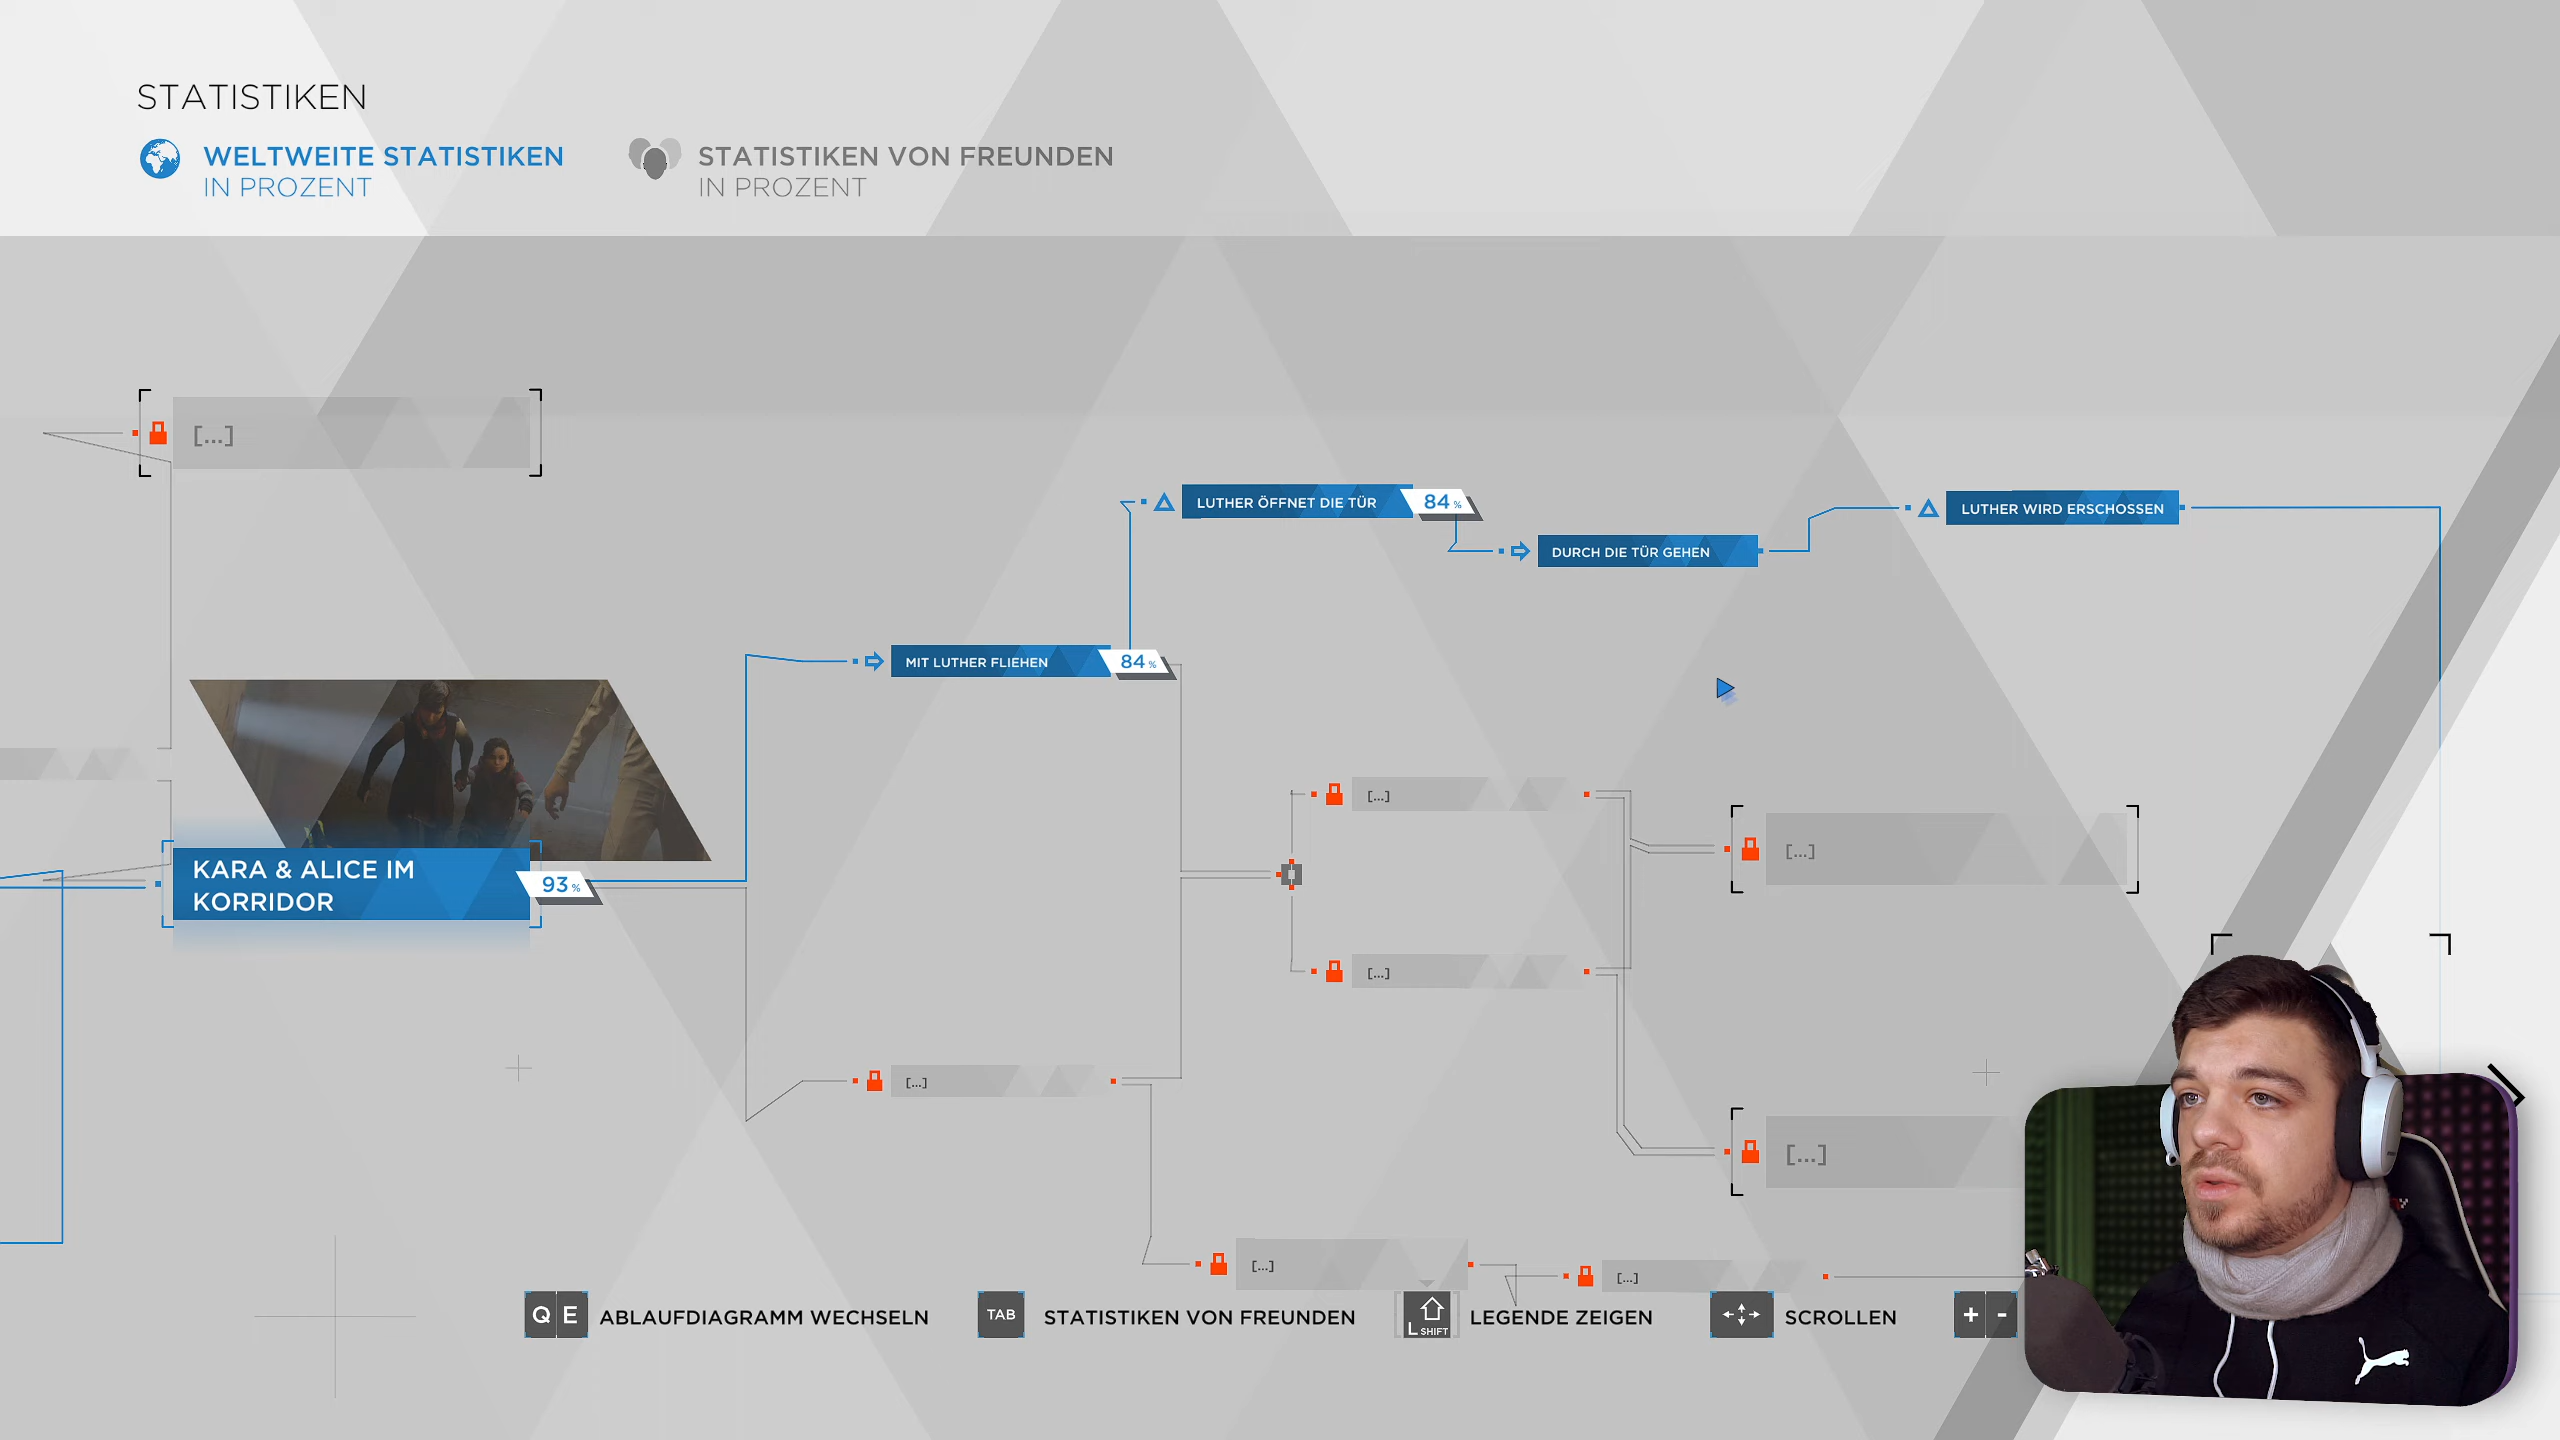 STATISTIKEN
WELTWEITE STATISTIKEN
IN PROZENT
STATISTIKEN VON FREUNDEN
IN PROZENT
[...]
LUTHER ÖFFNET DIE TÜR
84 %
LUTHER WIRD ERSCHOSSEN
DURCH DIE TÜR GEHEN
MIT LUTHER FLIEHEN
84 %
[...]
[...]
KARA & ALICE IM
KORRIDOR
93 %
[...]
[...]
[...]
[...]
[...]
Q E
ABLAUFDIAGRAMM WECHSELN
TAB
STATISTIKEN VON FREUNDEN
L SHIFT
LEGENDE ZEIGEN
SCROLLEN
+ -